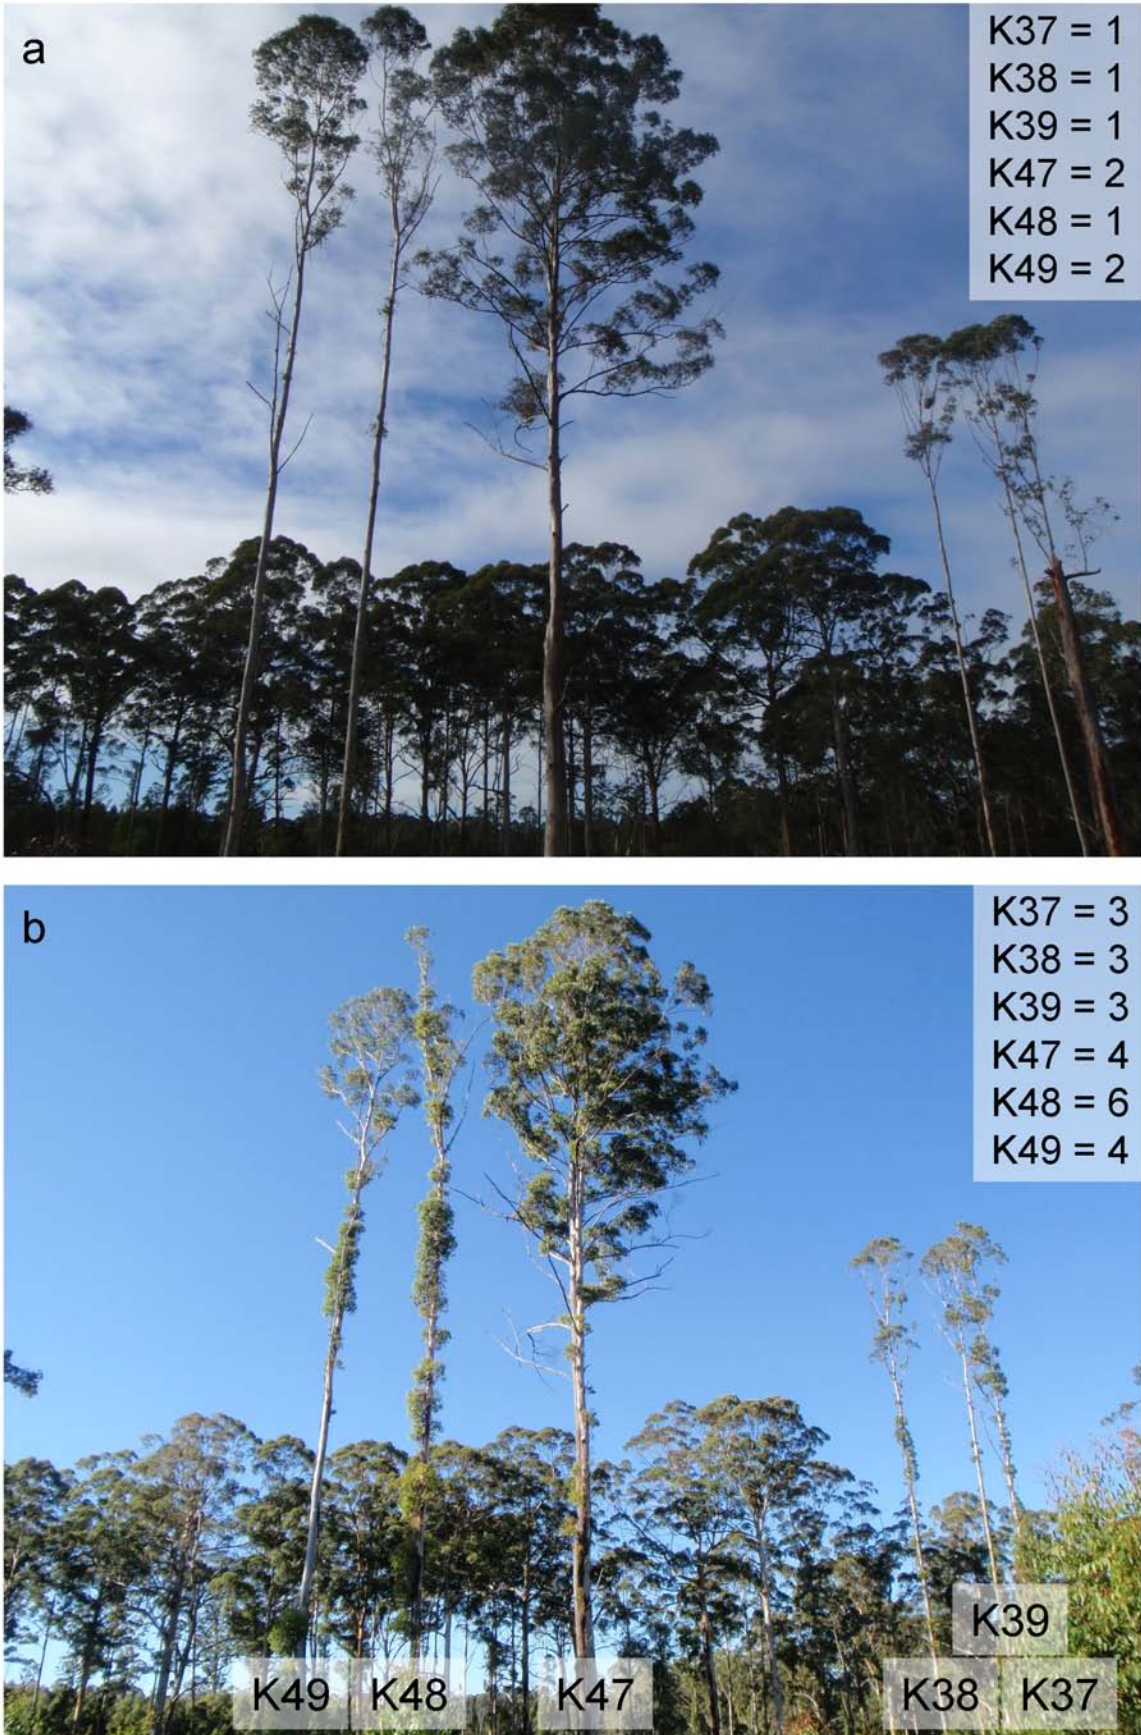 a
K37 = 1
K38 = 1
K39 = 1
K47 = 2
K48 = 1
K49 = 2
b
K37 = 3
K38 = 3
K39 = 3
K47 = 4
K48 = 6
K49 = 4
K39
K49 K48 K47 K38 K37